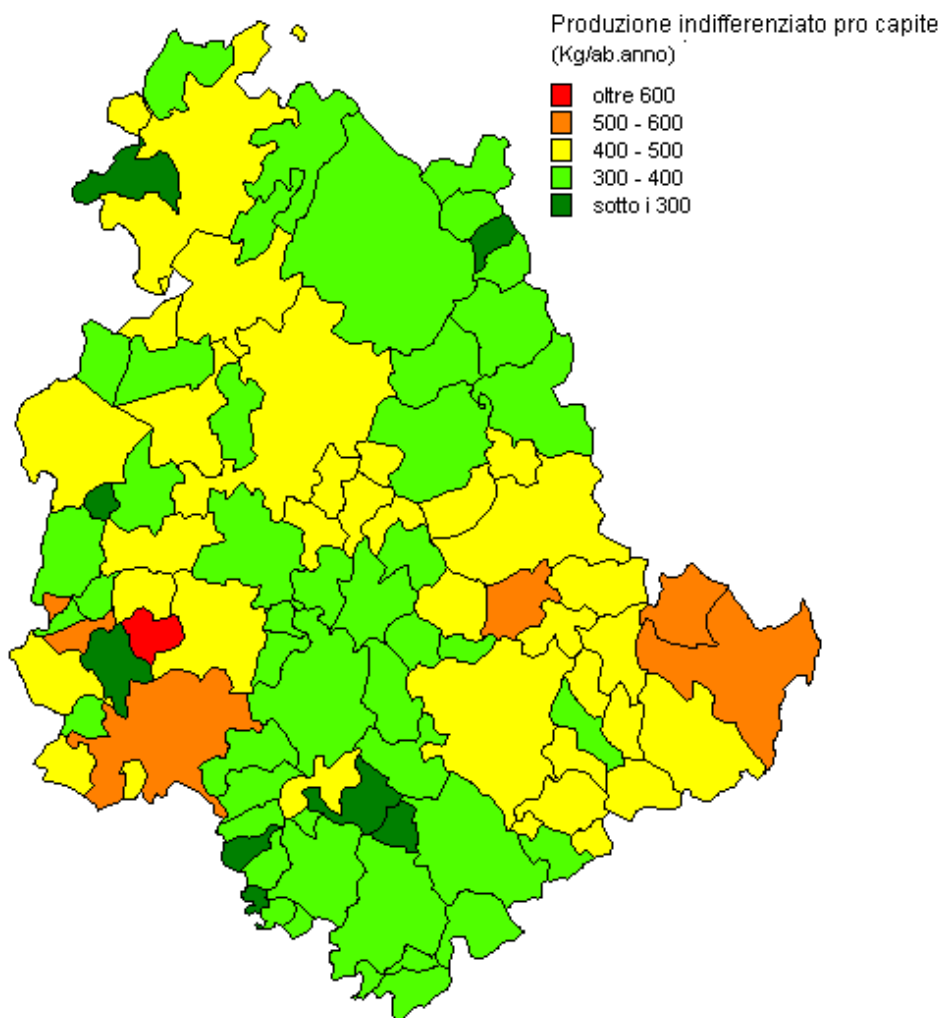 Produzione indifferenziato pro capite
(Kg/ab.anno)
oltre 600
500 - 600
400 - 500
300 - 400
sotto i 300